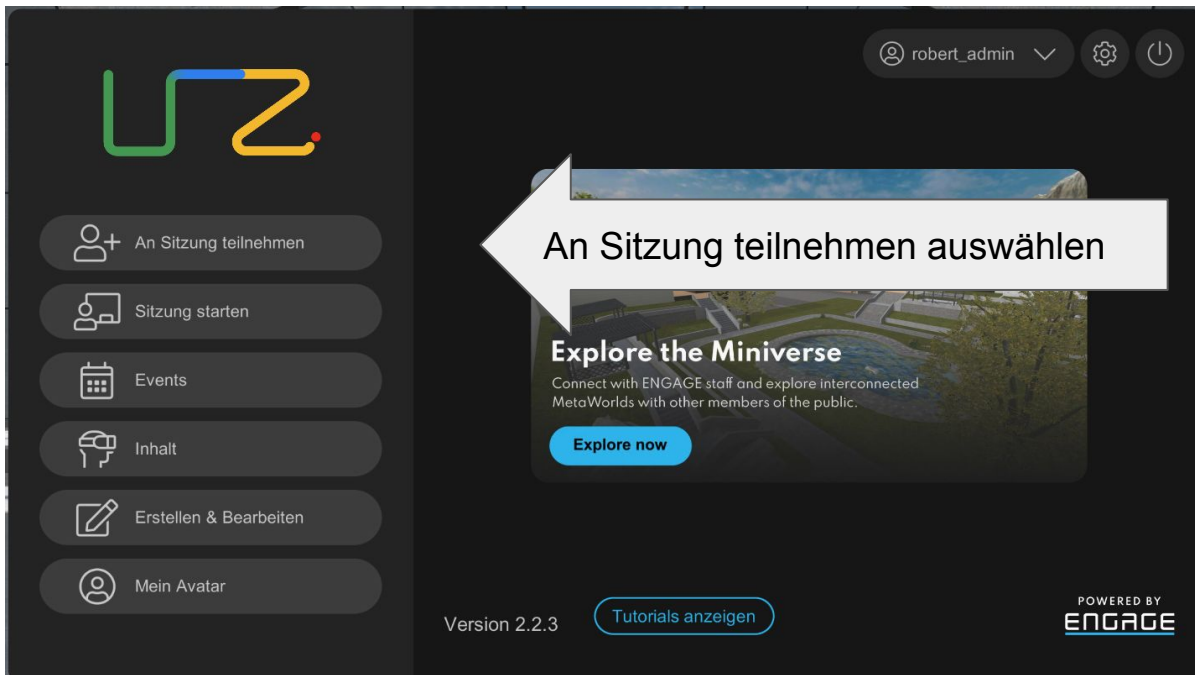 robert_admin
An Sitzung teilnehmen
An Sitzung teilnehmen auswählen
Sitzung starten
Events
Inhalt
Erstellen & Bearbeiten
Mein Avatar
Explore the Miniverse
Connect with ENGAGE staff and explore interconnected
MetaWorlds with other members of the public.
Explore now
Version 2.2.3
Tutorials anzeigen
POWERED BY
ENGAGE